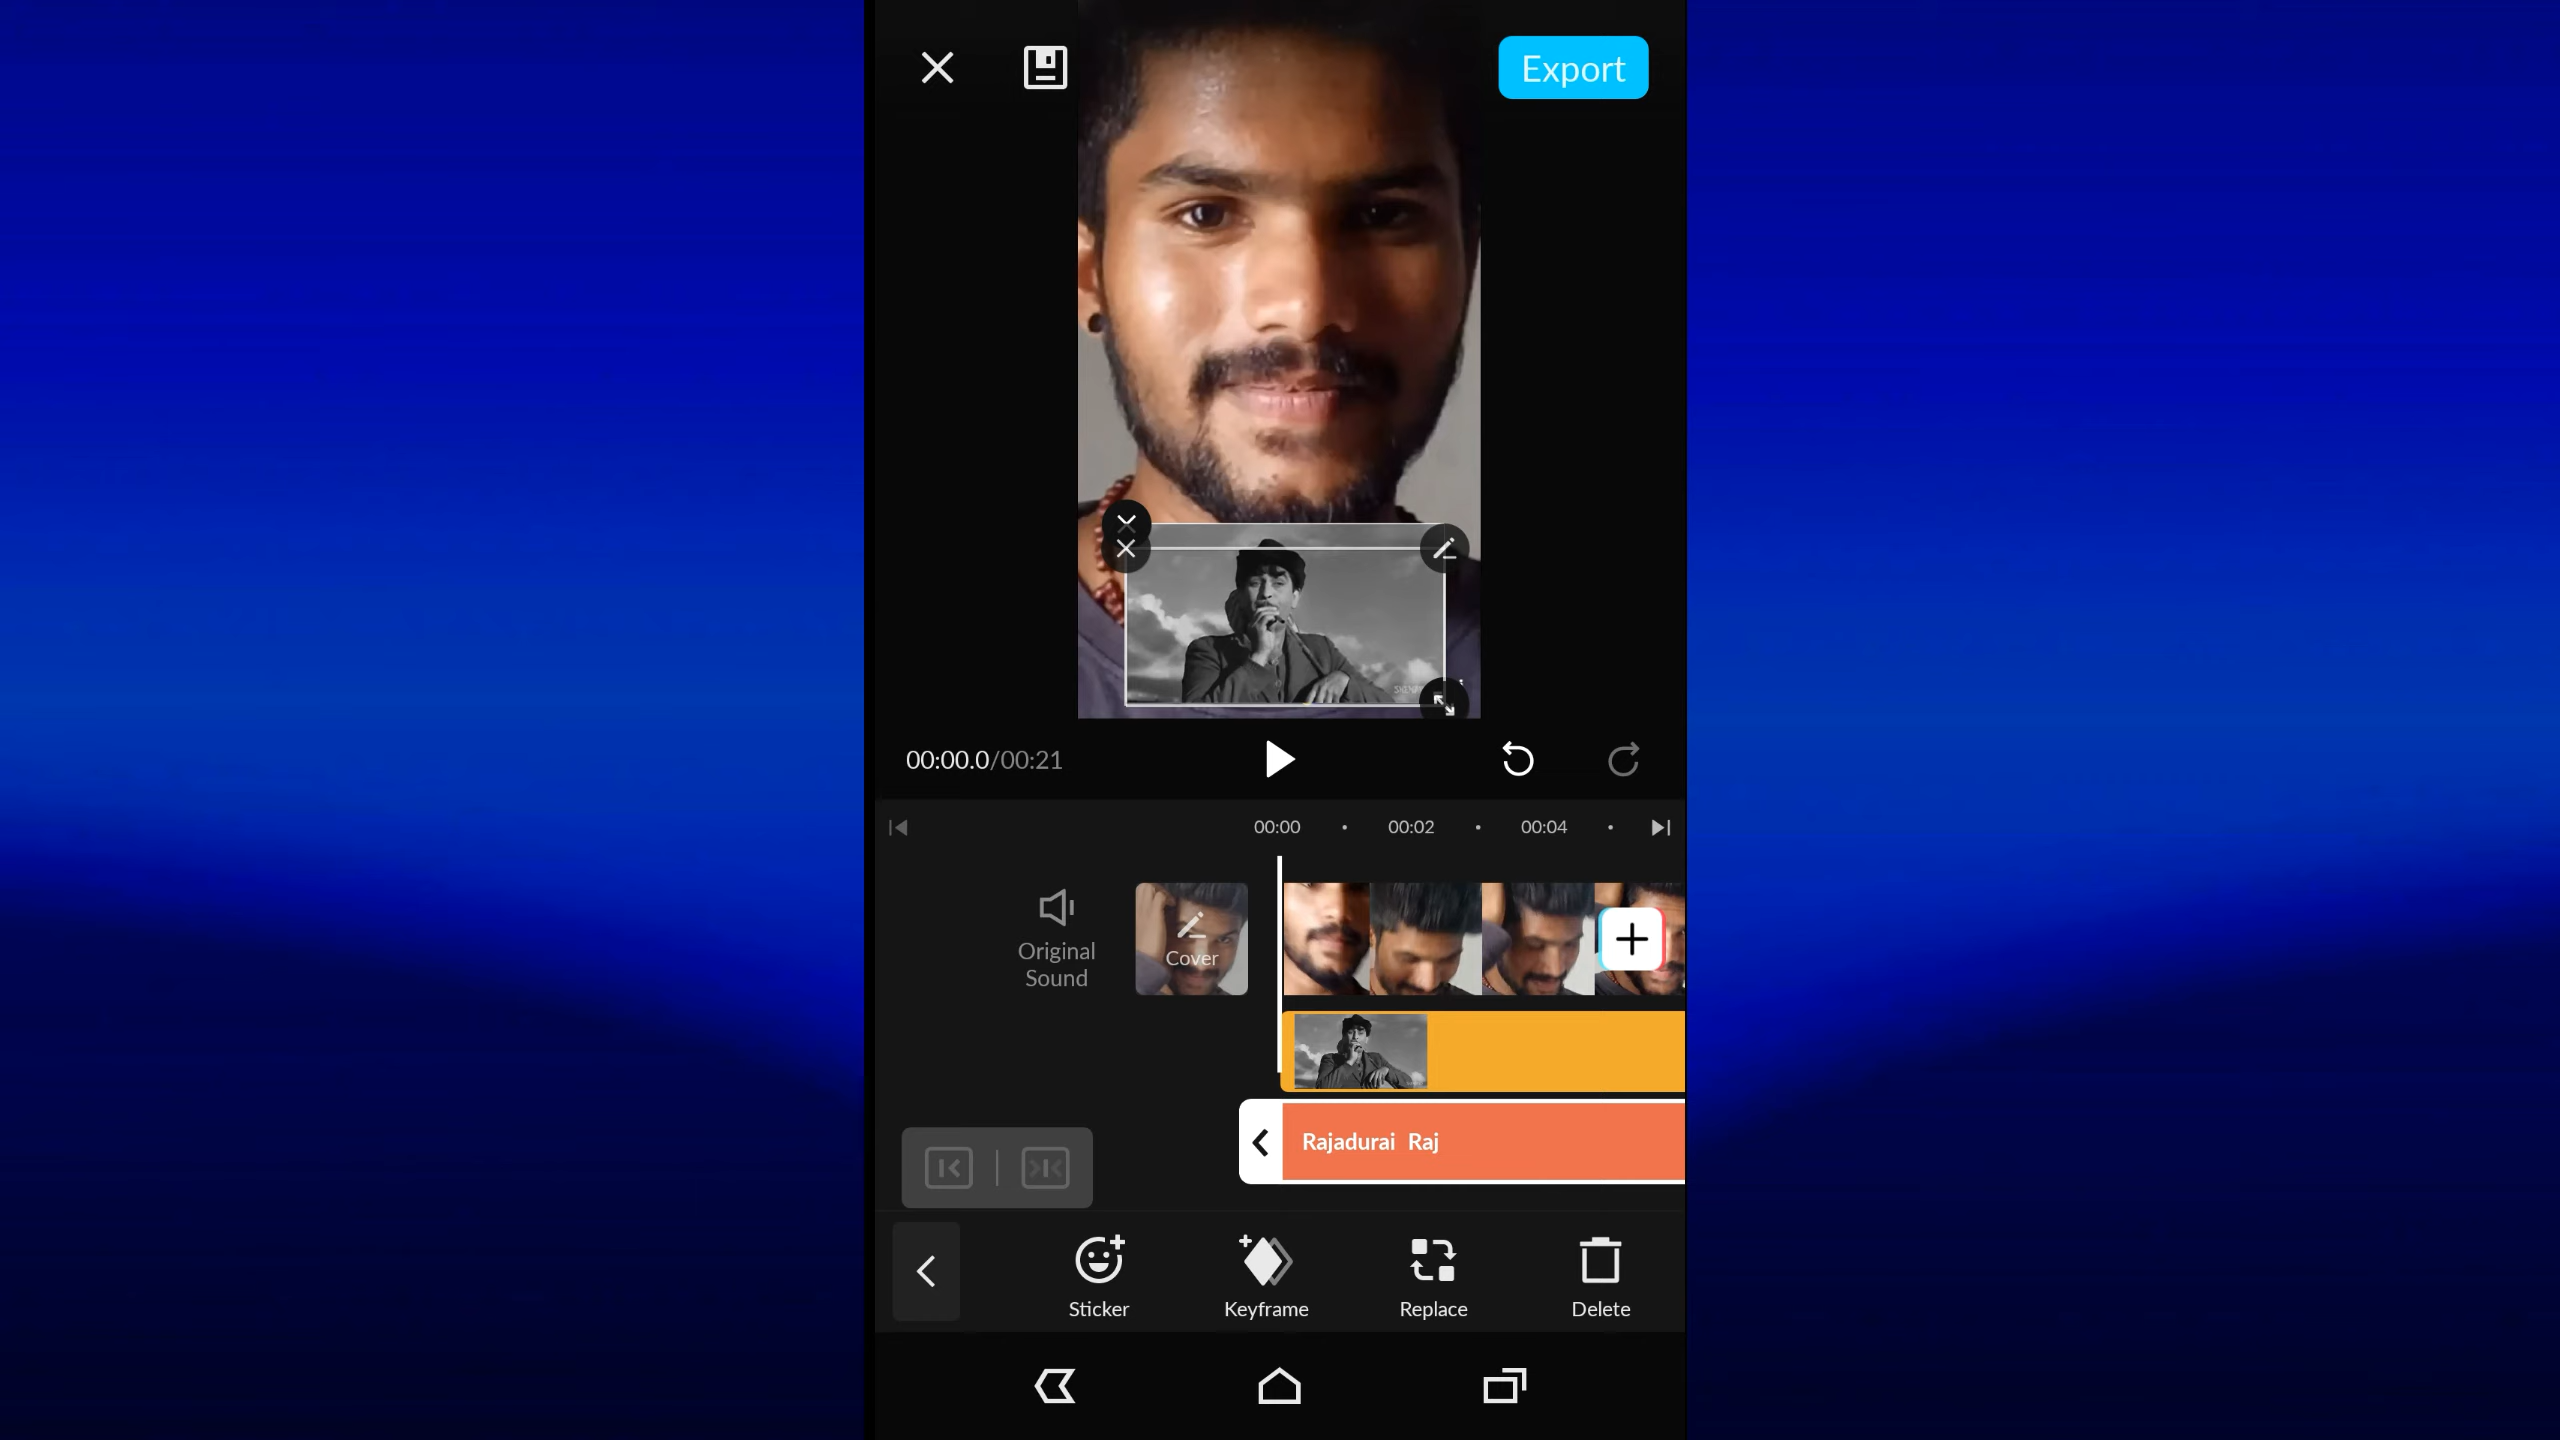 Export
00:00.0/00:21
00:00 00:02 00:04
Original
Sound
Cover
Rajadurai Raj
Sticker Keyframe Replace Delete